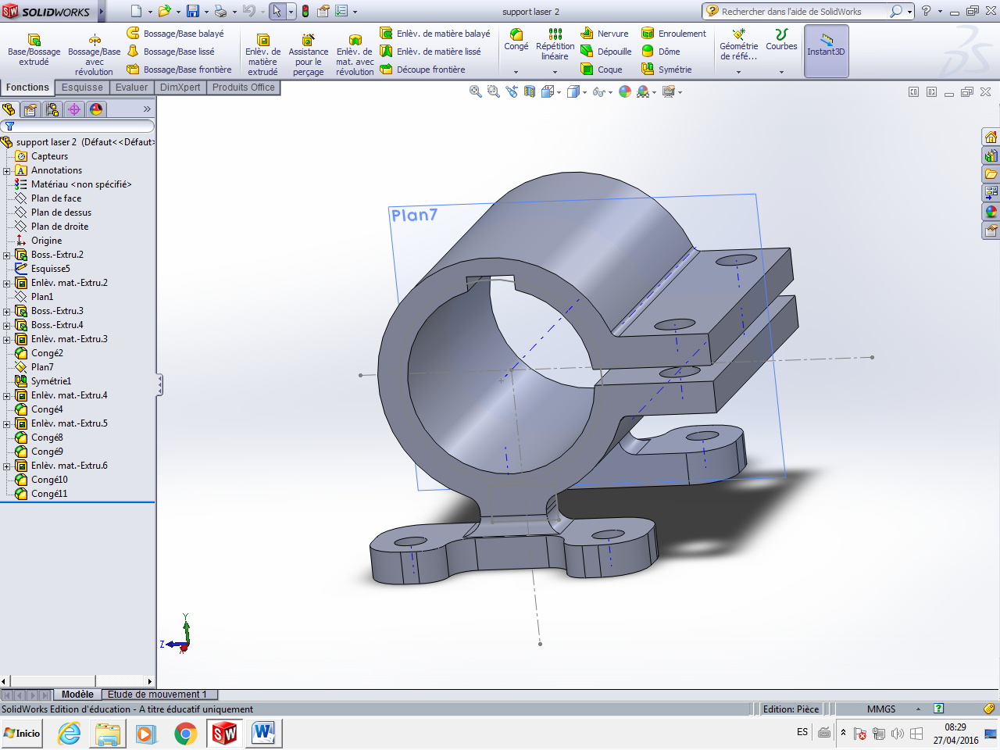 SOLIDWORKS
support laser 2
Rechercher dans l'aide de SolidWorks
Base/Bossage extrudé
Bossage/Base avec révolution
Bossage/Base balayé
Bossage/Base lissé
Bossage/Base frontière
Enlèv. de matière extrudé
Assistance pour le perçage
Enlèv. de mat. avec révolution
Enlèv. de matière balayé
Enlèv. de matière lissé
Découpe frontière
Congé
Répétition linéaire
Nervure
Dépouille
Coque
Enroulement
Dôme
Symétrie
Géométrie de réfé...
Courbes
Instant3D
Fonctions
Esquisse
Evaluer
DimXpert
Produits Office
support laser 2 (Défaut<<Défaut>
Capteurs
Annotations
Matériau <non spécifié>
Plan de face
Plan de dessus
Plan de droite
Origine
Boss.-Extru.2
Esquisse5
Enlèv. mat.-Extru.2
Plan1
Boss.-Extru.3
Boss.-Extru.4
Enlèv. mat.-Extru.3
Congé2
Plan7
Symétrie1
Enlèv. mat.-Extru.4
Congé4
Enlèv. mat.-Extru.5
Congé8
Congé9
Enlèv. mat.-Extru.6
Congé10
Congé11
Plan7
Y
Z
X
Modèle
Etude de mouvement 1
SolidWorks Edition d'éducation - A titre éducatif uniquement
Edition: Pièce
MMGS
Inicio
ES
08:29
27/04/2016